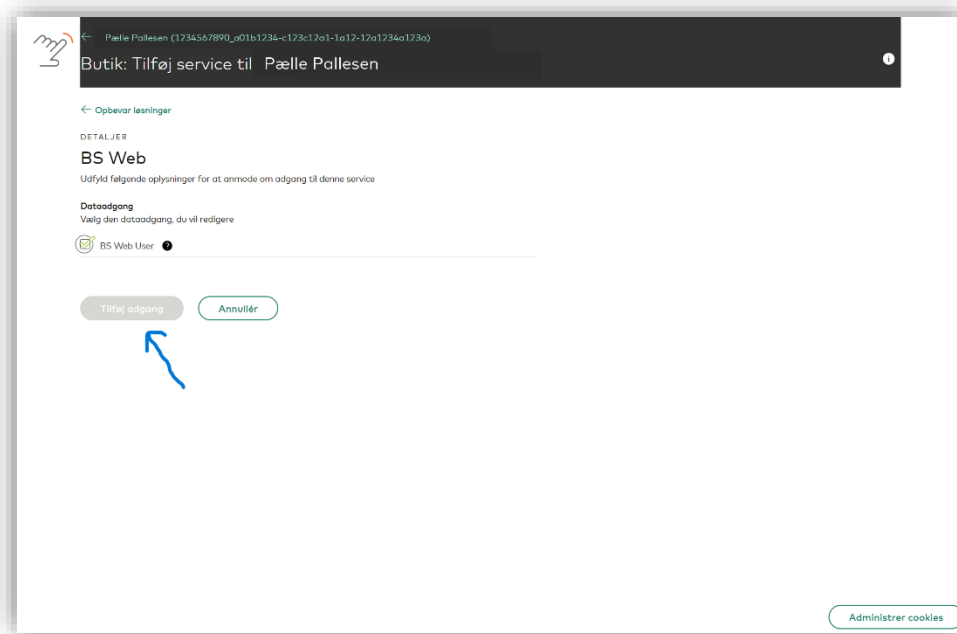 Pælle Pallesen (1234567890_a01b1234-c123c12a1-1a12-12a1234a123a)
Butik: Tilføj service til Pælle Pallesen
Opbevar løsninger
DETALJER
BS Web
Udfyld følgende oplysninger for at anmode om adgang til denne service
Dataadgang
Vælg den dataadgang, du vil redigere
BS Web User
Tilføj adgang Annullér
Administrer cookies